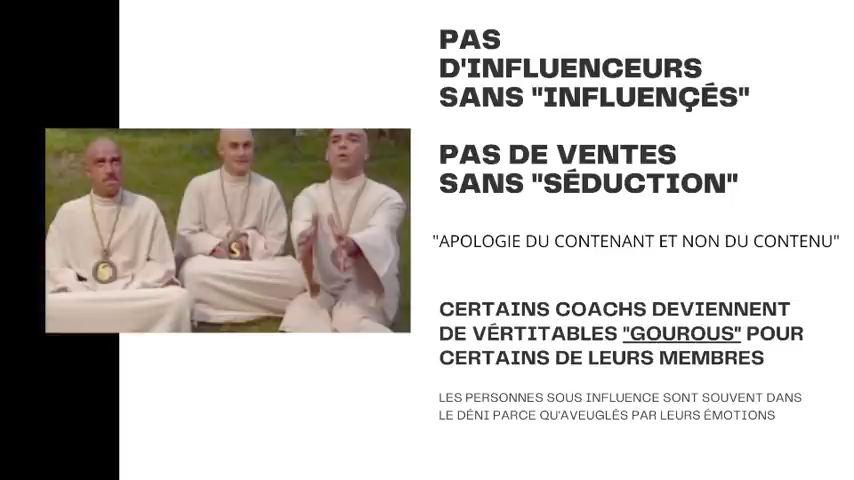 PAS
D'INFLUENCEURS
SANS "INFLUENÇÉS"
PAS DE VENTES
SANS "SÉDUCTION"
"APOLOGIE DU CONTENANT ET NON DU CONTENU"
CERTAINS COACHS DEVIENNENT
DE VÉRTITABLES "GOUROUS" POUR
CERTAINS DE LEURS MEMBRES
LES PERSONNES SOUS INFLUENCE SONT SOUVENT DANS
LE DÉNI PARCE QU'AVEUGLÉS PAR LEURS ÉMOTIONS